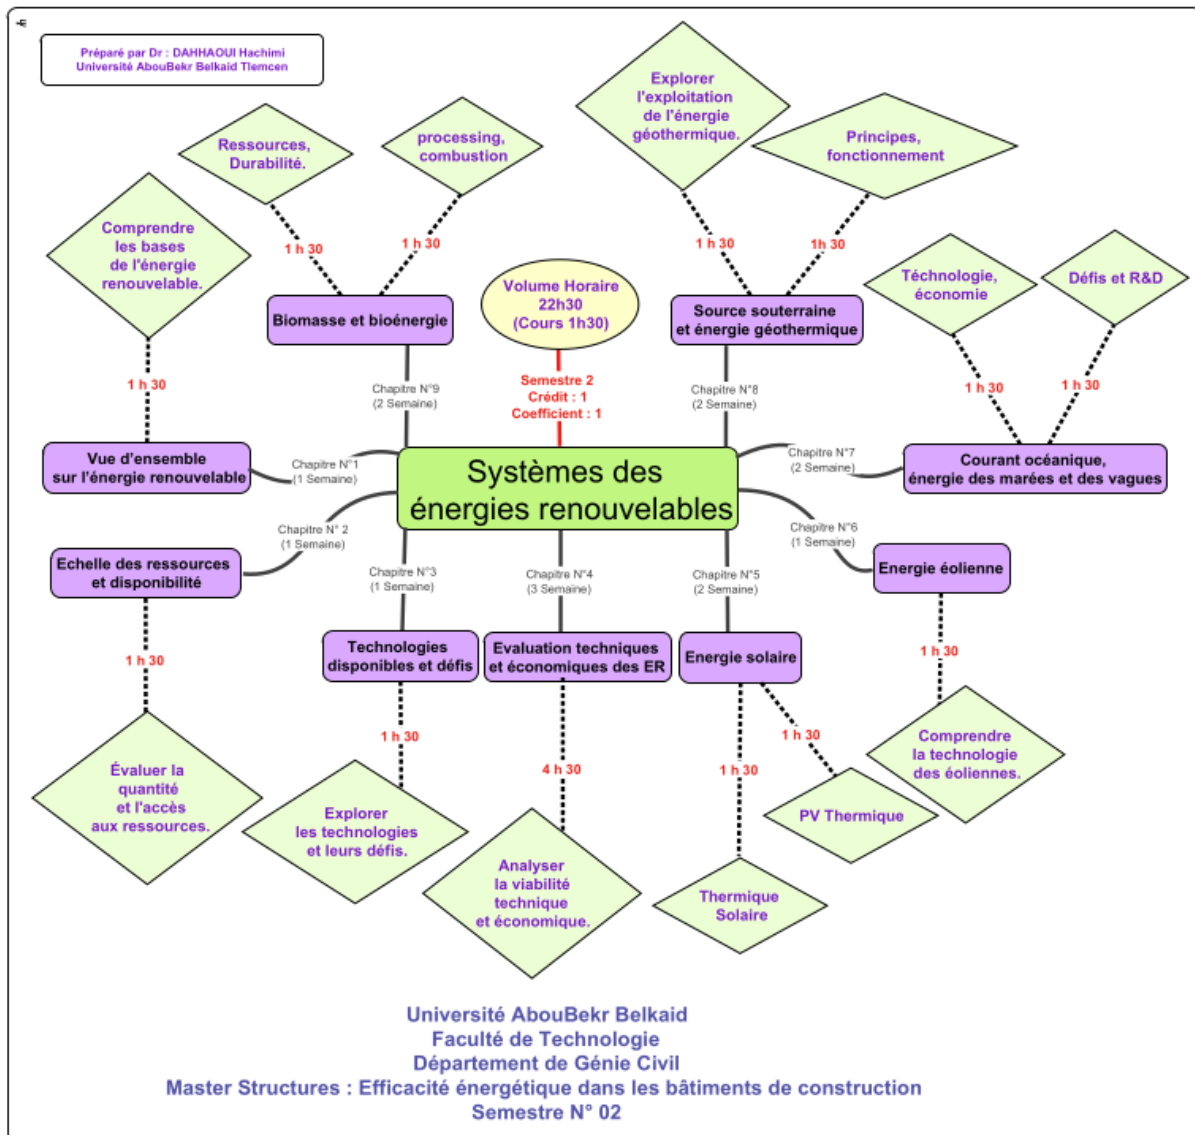 Préparé par Dr : DAHHAOUI Hachimi
Université AbouBekr Belkaid Tlemcen
Explorer
l'exploitation
de l'énergie
géothermique.
Principes,
fonctionnement
Ressources,
Durabilité.
processing,
combustion
Comprendre
les bases
de l'énergie
renouvelable.
1 h 30
1 h 30
1 h 30
1h 30
Téchnologie,
économie
Défis et R&D
Volume Horaire
22h30
(Cours 1h30)
Biomasse et bioénergie
Source souterraine
et énergie géothermique
1 h 30
Semestre 2
Crédit : 1
Coefficient : 1
Chapitre N°9
(2 Semaine)
Chapitre N°8
(2 Semaine)
1 h 30
1 h 30
Vue d'ensemble
sur l'énergie renouvelable
Chapitre N°1
(1 Semaine)
Systèmes des
énergies renouvelables
Chapitre N°7
(2 Semaine)
Courant océanique,
énergie des marées et des vagues
Chapitre N° 2
(1 Semaine)
Chapitre N°6
(1 Semaine)
Echelle des ressources
et disponibilité
Chapitre N°3
(1 Semaine)
Chapitre N°4
(3 Semaine)
Chapitre N°5
(2 Semaine)
Energie éolienne
Technologies
disponibles et défis
Evaluation techniques
et économiques des ER
Energie solaire
1 h 30
1 h 30
1 h 30
4 h 30
1 h 30
1 h 30
Évaluer la
quantité
et l'accès
aux ressources.
Explorer
les technologies
et leurs défis.
Analyser
la viabilité
technique
et économique.
Thermique
Solaire
PV Thermique
Comprendre
la technologie
des éoliennes.
Université AbouBekr Belkaid
Faculté de Technologie
Département de Génie Civil
Master Structures : Efficacité énergétique dans les bâtiments de construction
Semestre N° 02